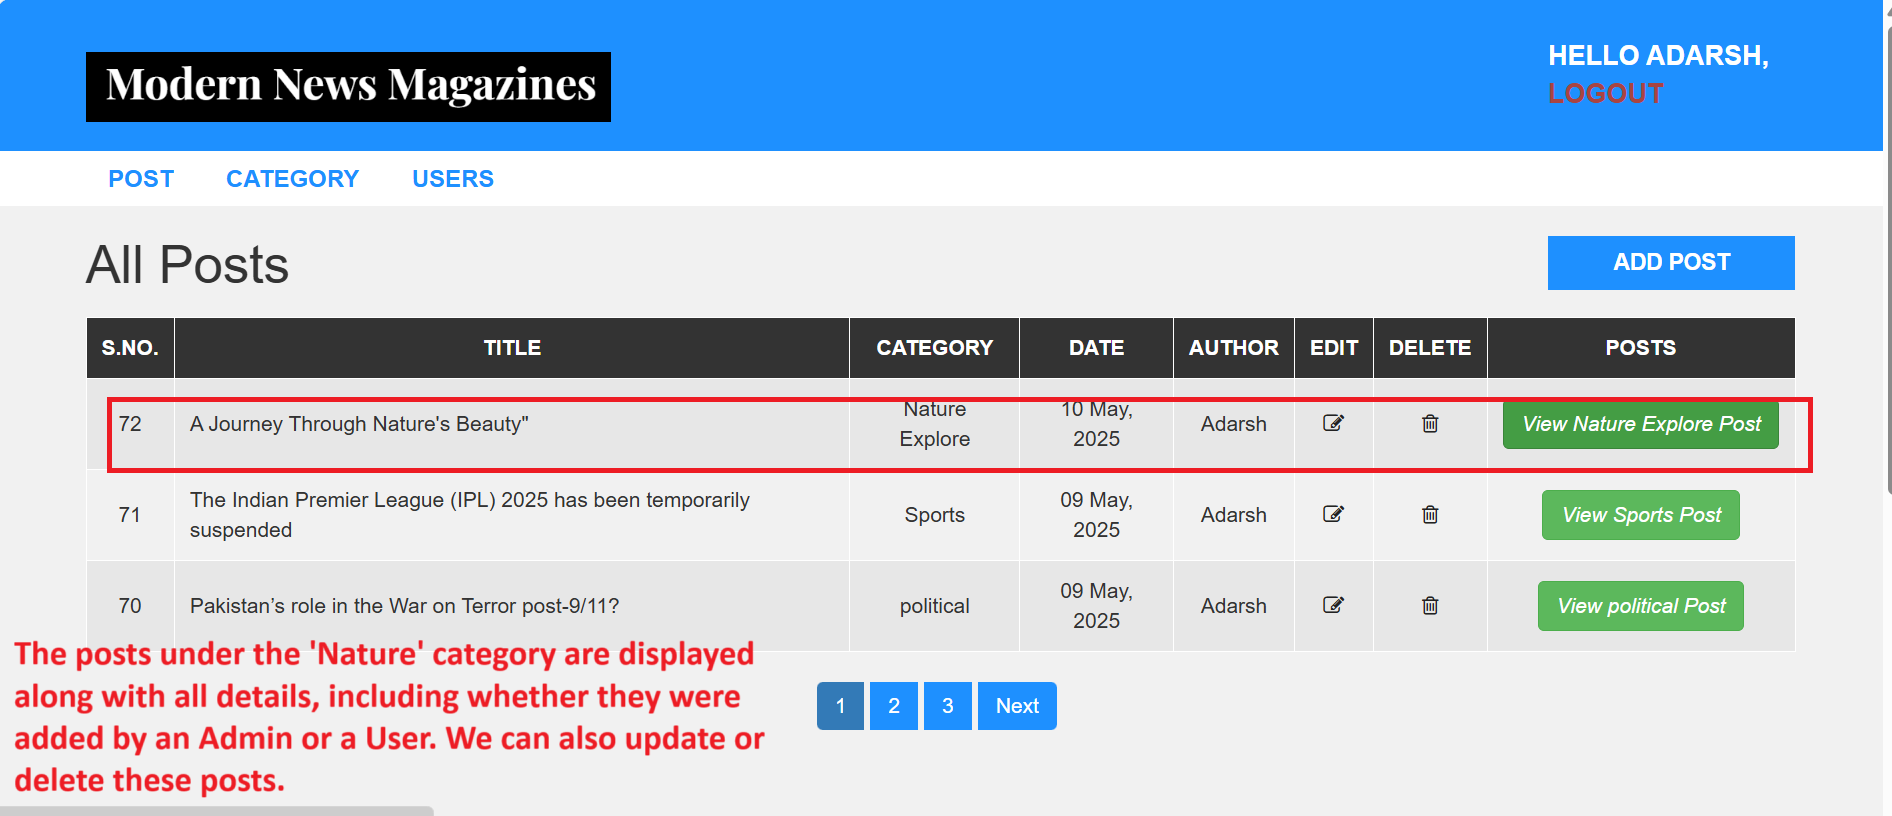 Modern News Magazines
HELLO ADARSH,
LOGOUT
POST CATEGORY USERS
All Posts
ADD POST
S.NO. TITLE CATEGORY DATE AUTHOR EDIT DELETE POSTS
72 A Journey Through Nature's Beauty" Nature Explore 10 May, 2025 Adarsh View Nature Explore Post
71 The Indian Premier League (IPL) 2025 has been temporarily suspended Sports 09 May, 2025 Adarsh View Sports Post
70 Pakistan’s role in the War on Terror post-9/11? political 09 May, 2025 Adarsh View political Post
The posts under the 'Nature' category are displayed
along with all details, including whether they were
added by an Admin or a User. We can also update or
delete these posts.
1 2 3 Next